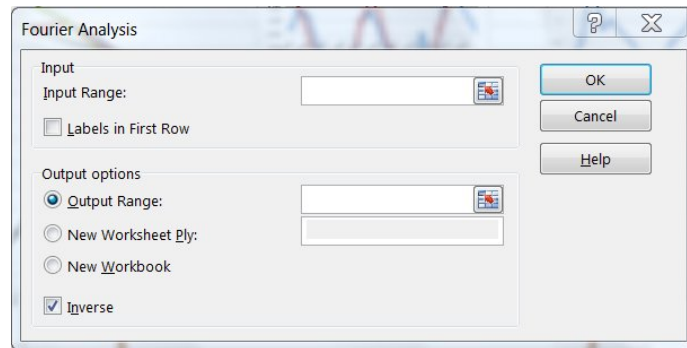 Fourier Analysis
Input
Input Range:
Labels in First Row
Output options
Output Range:
New Worksheet Ply:
New Workbook
Inverse
OK
Cancel
Help